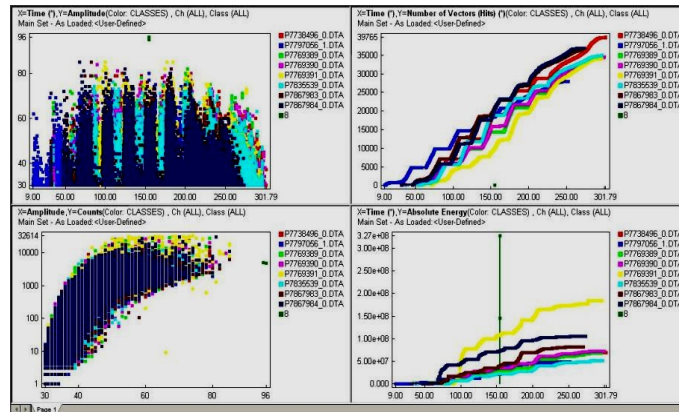 X=Time ("),Y=Amplitude(Color: CLASSES) , Ch (ALL), Class (ALL)
Main Set - As Loaded:<User-Defined>
96
80
60
40
30
9.00 50.00 100.00 150.00 200.00 250.00 301.79
P7738496_0.DTA
P7797056_1.DTA
P7769389_0.DTA
P7769390_0.DTA
P7769391_0.DTA
P7835539_0.DTA
P7867983_0.DTA
P7867984_0.DTA
8
X=Time ("),Y=Number of Vectors (Hits) (")(Color: CLASSES) , Ch (ALL), Class (ALL)
Main Set - As Loaded:<User-Defined>
39765
35000
30000
25000
20000
15000
10000
5000
0
9.00 50.00 100.00 150.00 200.00 250.00 301.79
P7738496_0.DTA
P7797056_1.DTA
P7769389_0.DTA
P7769390_0.DTA
P7769391_0.DTA
P7835539_0.DTA
P7867983_0.DTA
P7867984_0.DTA
8
X=Amplitude,Y=Counts(Color: CLASSES) , Ch (ALL), Class (ALL)
Main Set - As Loaded:<User-Defined>
32614
10000
1000
100
10
1
30 40 60 80 96
P7738496_0.DTA
P7797056_1.DTA
P7769389_0.DTA
P7769390_0.DTA
P7769391_0.DTA
P7835539_0.DTA
P7867983_0.DTA
P7867984_0.DTA
8
X=Time ("),Y=Absolute Energy(Color: CLASSES) , Ch (ALL), Class (ALL)
Main Set - As Loaded:<User-Defined>
3.27e+08
3.00e+08
2.00e+08
1.00e+08
5.00e+07
0.000
9.00 50.00 100.00 150.00 200.00 250.00 301.79
P7738496_0.DTA
P7797056_1.DTA
P7769389_0.DTA
P7769390_0.DTA
P7769391_0.DTA
P7835539_0.DTA
P7867983_0.DTA
P7867984_0.DTA
8
Page 1